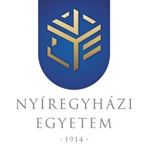 NYÍREGYHÁZI
EGYETEM
· 1914 ·